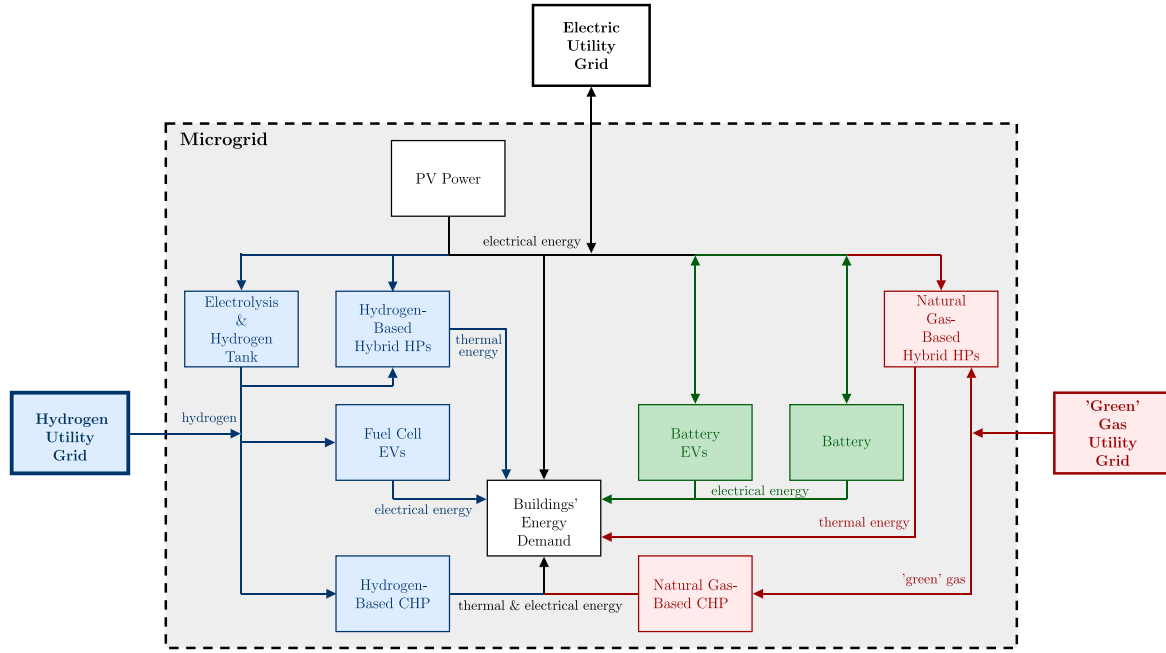 Electric
Utility
Grid
Microgrid
PV Power
electrical energy
Electrolysis
&
Hydrogen
Tank
Hydrogen-
Based
Hybrid HPs
thermal
energy
Natural
Gas-
Based
Hybrid HPs
Hydrogen
Utility
Grid
hydrogen
Fuel Cell
EVs
Battery
EVs
Battery
'Green'
Gas
Utility
Grid
electrical energy
electrical energy
Buildings'
Energy
Demand
thermal energy
Hydrogen-
Based CHP
thermal & electrical energy
Natural Gas-
Based CHP
'green' gas